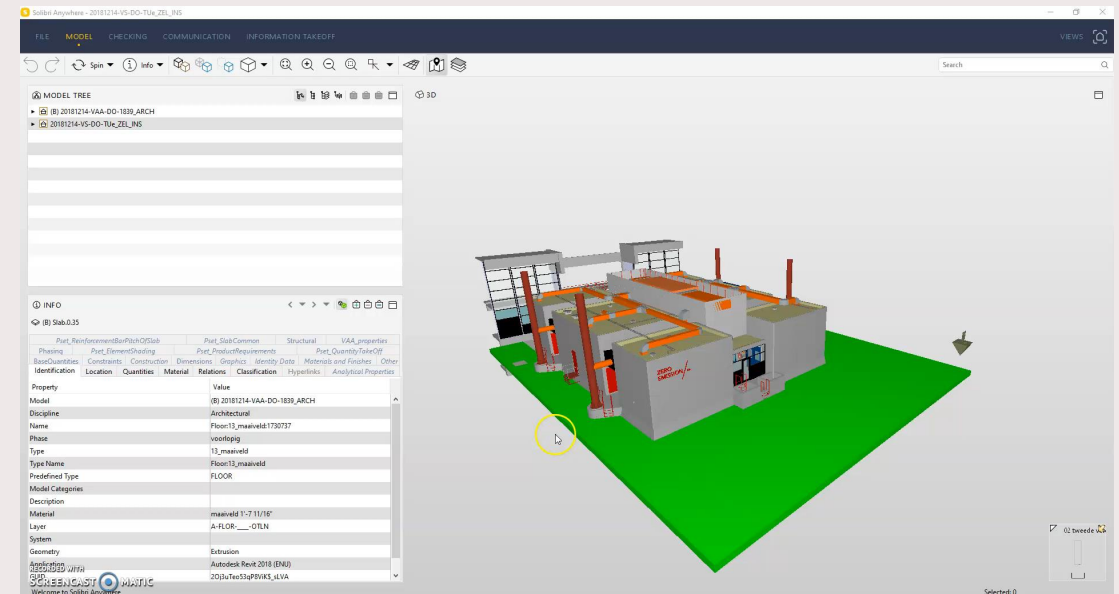 Solibri Anywhere - 20181214-VS-DO-TUe_ZEL_INS
FILE MODEL CHECKING COMMUNICATION INFORMATION TAKEOFF VIEWS
Spin Info Search
MODEL TREE
3D
(B) 20181214-VAA-DO-1839_ARCH
20181214-VS-DO-TUe_ZEL_INS
ZERO
EMISSION
INFO
(B) Slab.0.35
Pset_ReinforcementBarPitchOfSlab Pset_SlabCommon Structural VAA_properties
Phasing Pset_ElementShading Pset_ProductRequirements Pset_QuantityTakeOff
BaseQuantities Constraints Construction Dimensions Graphics Identity Data Materials and Finishes Other
Identification Location Quantities Material Relations Classification Hyperlinks Analytical Properties
Property Value
Model (B) 20181214-VAA-DO-1839_ARCH
Discipline Architectural
Name Floor:13_maaiveld:1730737
Phase voorlopig
Type 13_maaiveld
Type Name Floor:13_maaiveld
Predefined Type FLOOR
Model Categories
Description
Material maaiveld 1'-7 11/16"
Layer A-FLOR-____-OTLN
System
Geometry Extrusion
Application Autodesk Revit 2018 (ENU)
GUID 2Oj3uTeo53qP8ViK$_sLVA
RECORDED WITH
SCREENCAST MATIC
Welcome to Solibri Anywhere
02 tweede
Selected: 0